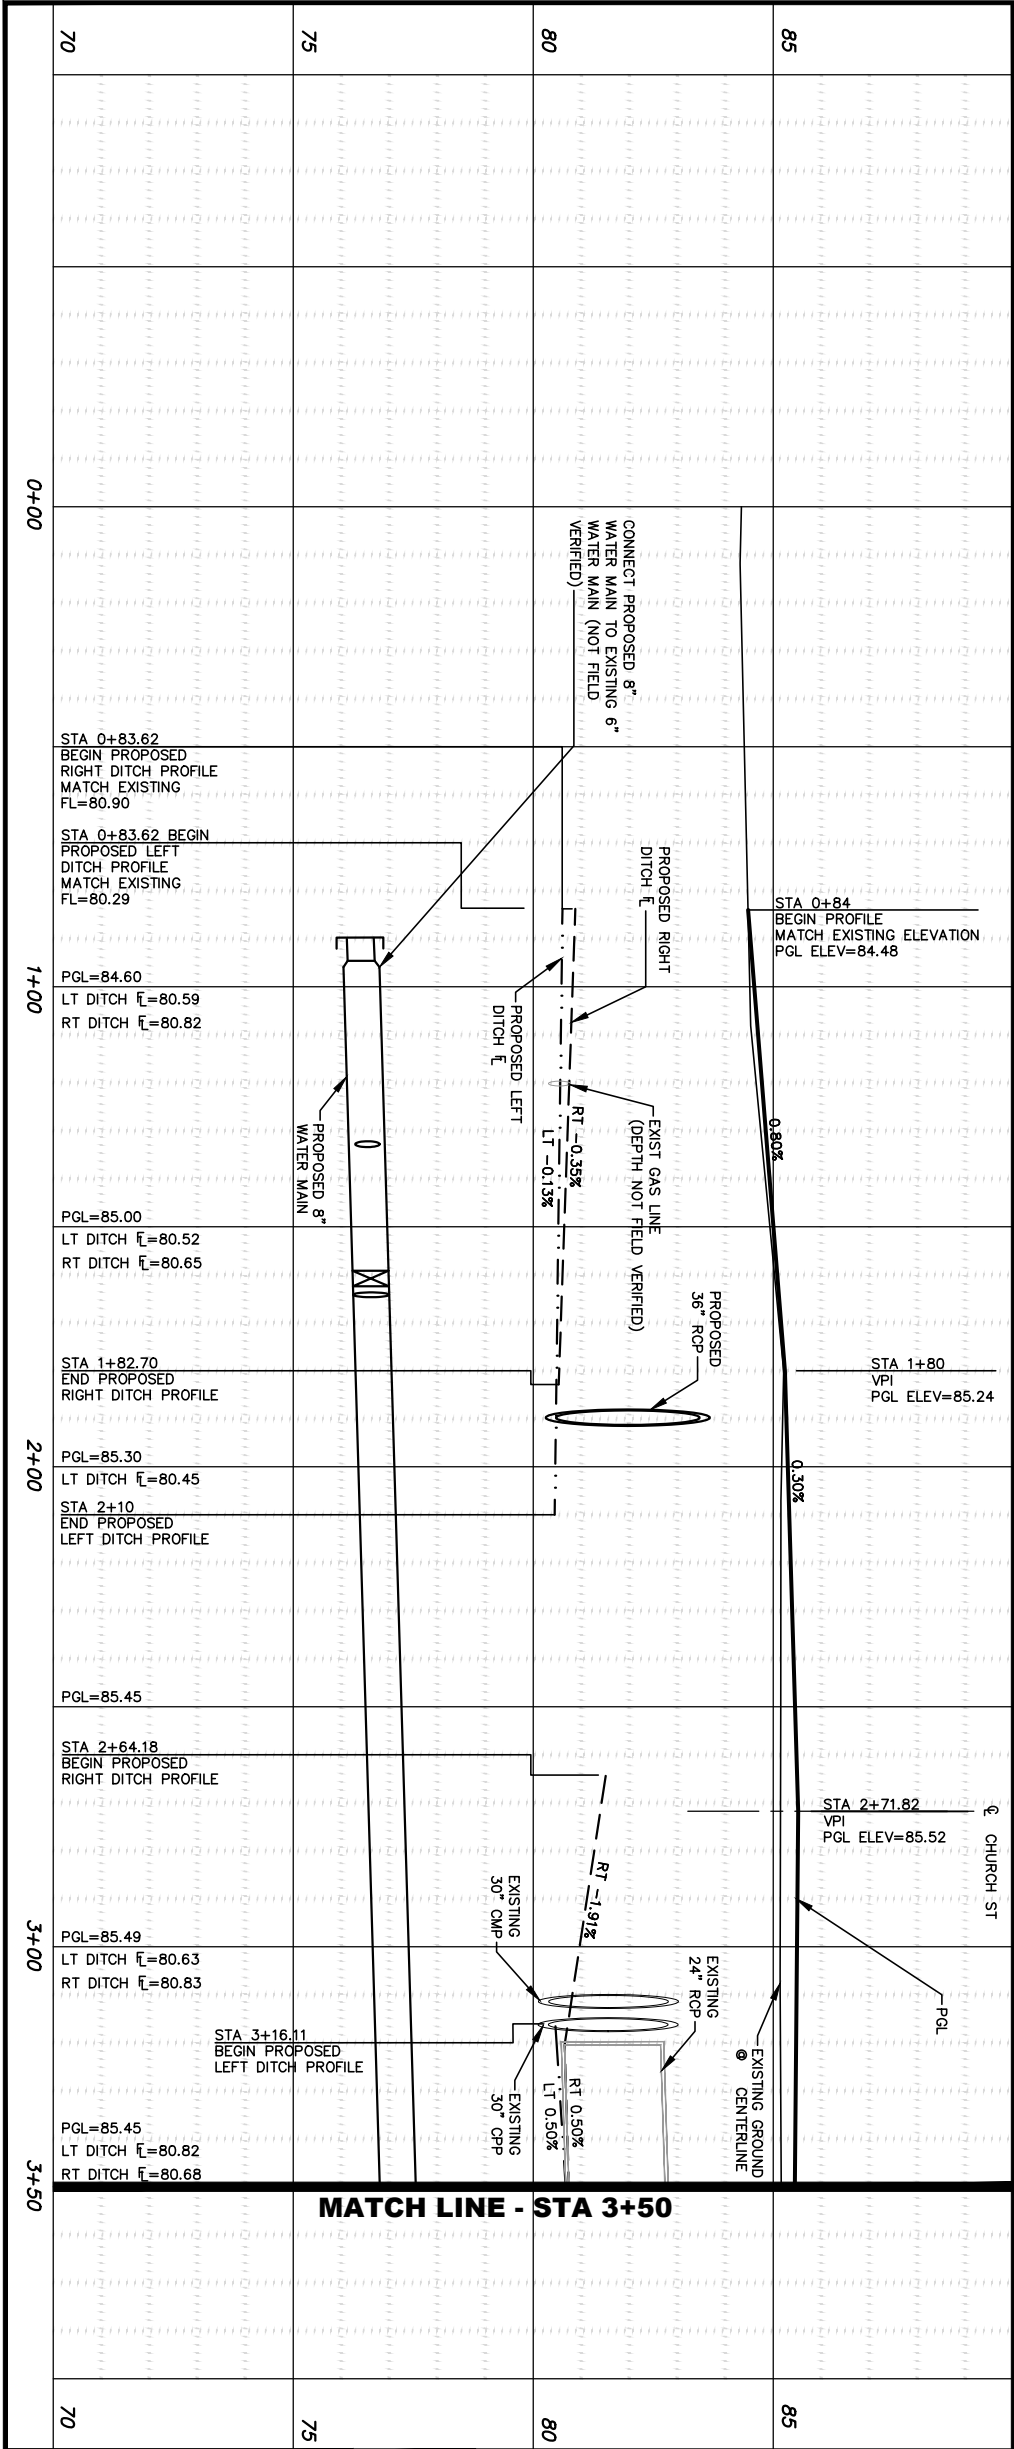 70
75
80
85
0+00
CONNECT PROPOSED 8"
WATER MAIN TO EXISTING 6"
WATER MAIN (NOT FIELD
VERIFIED)
STA 0+83.62
BEGIN PROPOSED
RIGHT DITCH PROFILE
MATCH EXISTING
FL=80.90
STA 0+83.62 BEGIN
PROPOSED LEFT
DITCH PROFILE
MATCH EXISTING
FL=80.29
PROPOSED RIGHT
DITCH FL
STA 0+84
BEGIN PROFILE
MATCH EXISTING ELEVATION
PGL ELEV=84.48
1+00
PGL=84.60
LT DITCH FL=80.59
RT DITCH FL=80.82
PROPOSED LEFT
DITCH FL
PROPOSED 8"
WATER MAIN
RT -0.35%
LT -0.13%
EXIST GAS LINE
(DEPTH NOT FIELD VERIFIED)
0.80%
PGL=85.00
LT DITCH FL=80.52
RT DITCH FL=80.65
PROPOSED
36" RCP
STA 1+82.70
END PROPOSED
RIGHT DITCH PROFILE
STA 1+80
VPI
PGL ELEV=85.24
2+00
PGL=85.30
LT DITCH FL=80.45
0.30%
STA 2+10
END PROPOSED
LEFT DITCH PROFILE
PGL=85.45
STA 2+64.18
BEGIN PROPOSED
RIGHT DITCH PROFILE
STA 2+71.82
VPI
PGL ELEV=85.52
℄ CHURCH ST
RT -1.91%
EXISTING
30" CMP
3+00
PGL=85.49
LT DITCH FL=80.63
RT DITCH FL=80.83
EXISTING
24" RCP
PGL
STA 3+16.11
BEGIN PROPOSED
LEFT DITCH PROFILE
EXISTING
30" CPP
RT 0.50%
LT 0.50%
EXISTING GROUND
@ CENTERLINE
3+50
PGL=85.45
LT DITCH FL=80.82
RT DITCH FL=80.68
MATCH LINE - STA 3+50
70
75
80
85